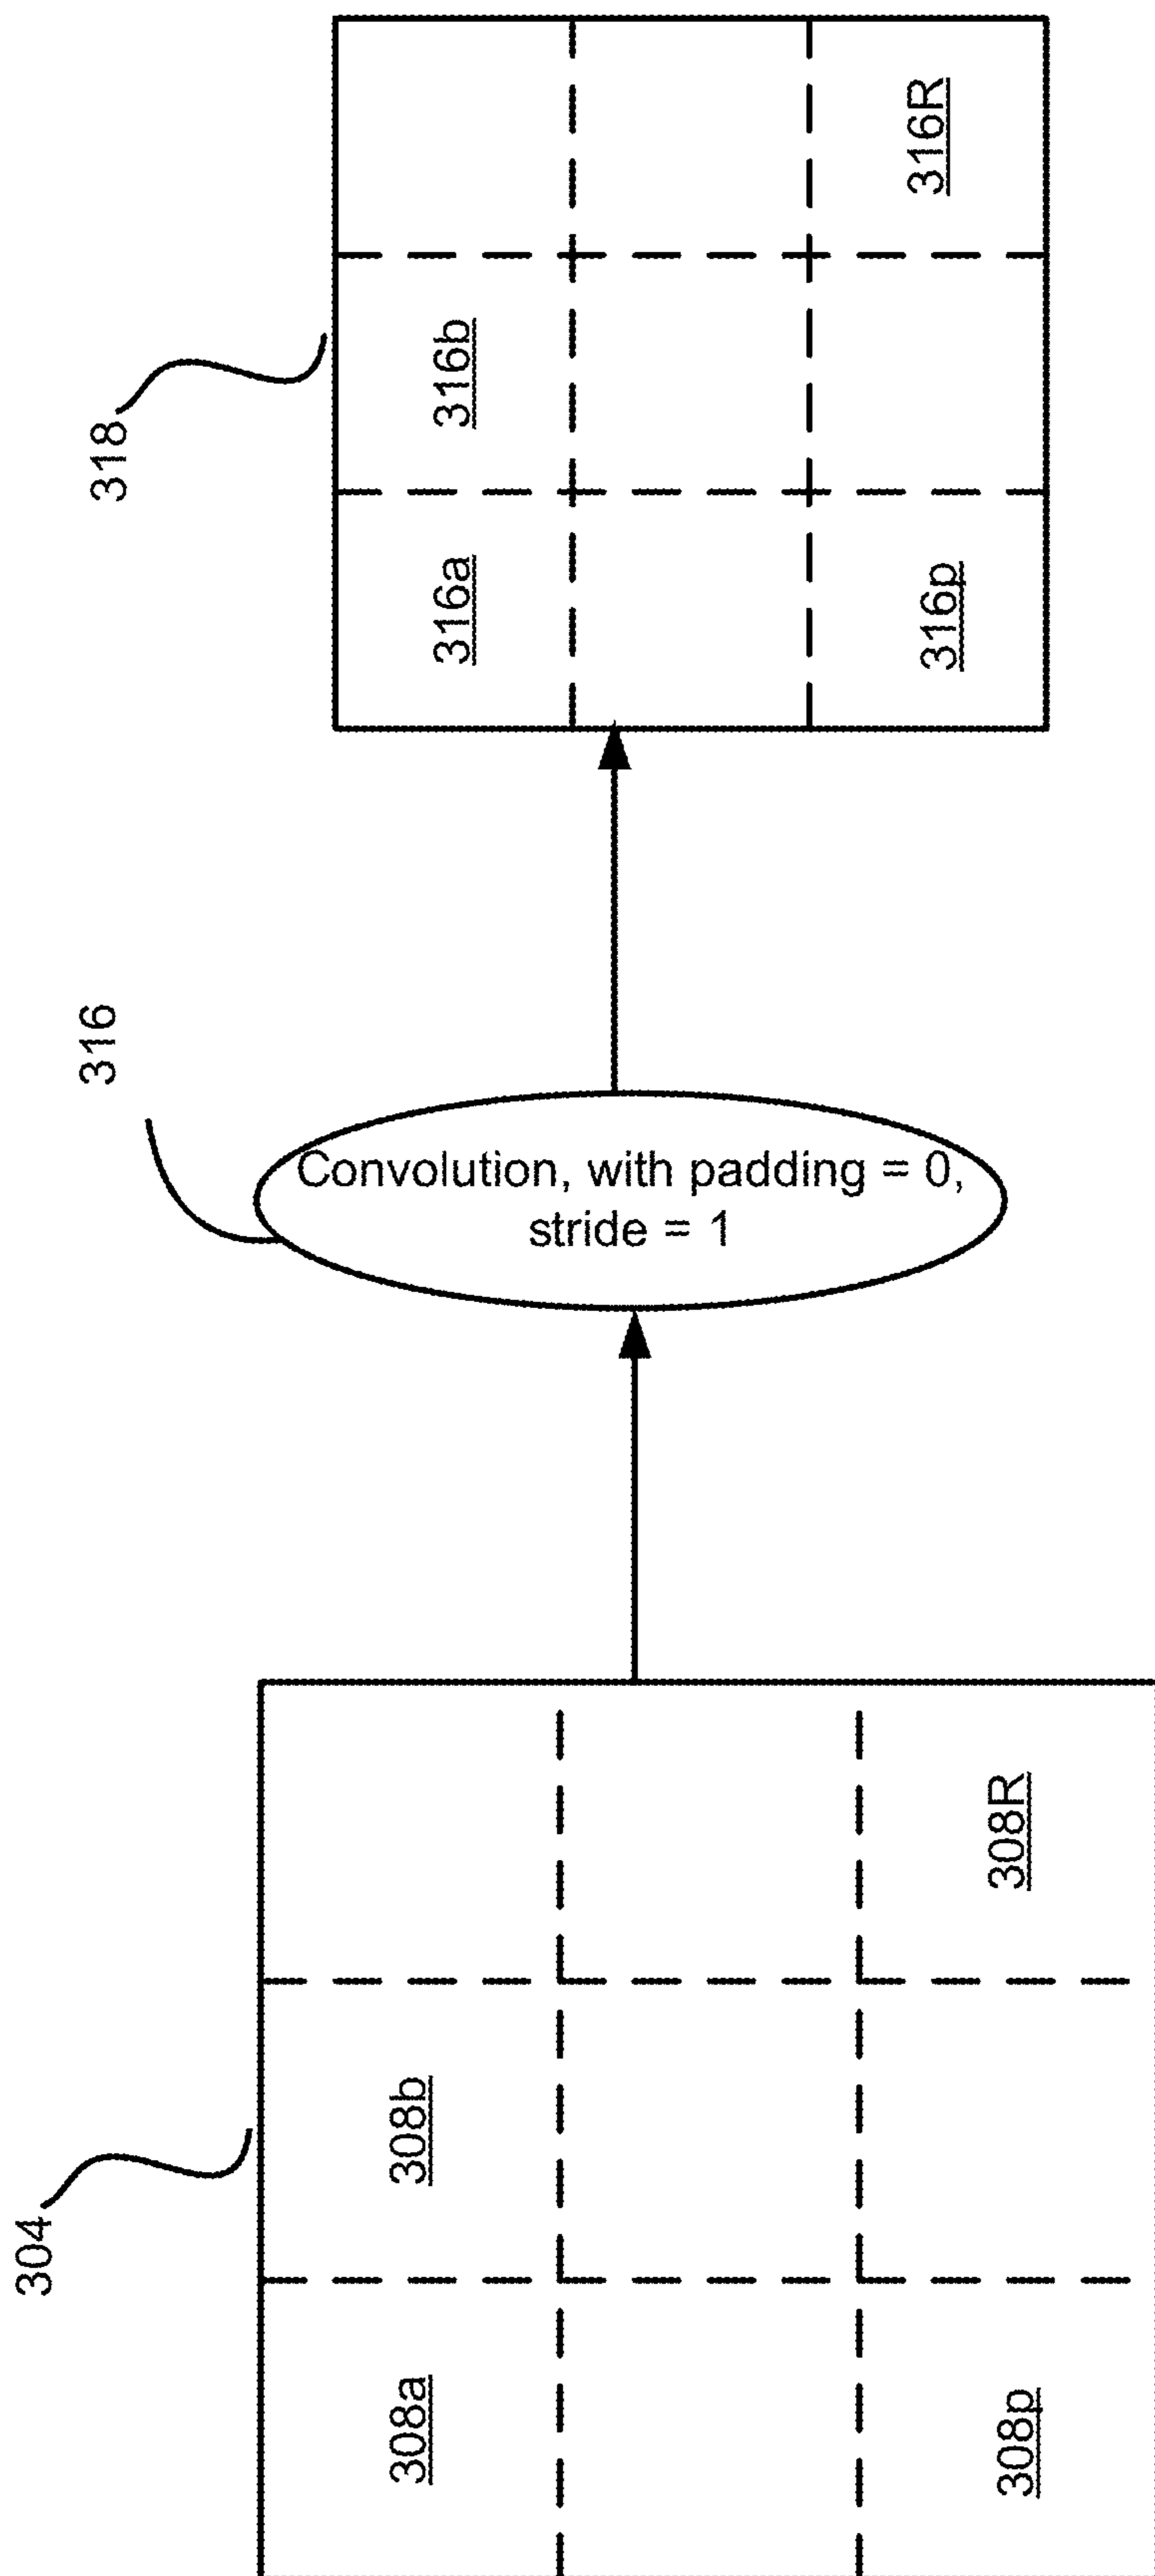 304
308a
308b
308p
308R
316
Convolution, with padding = 0,
stride = 1
318
316a
316b
316p
316R